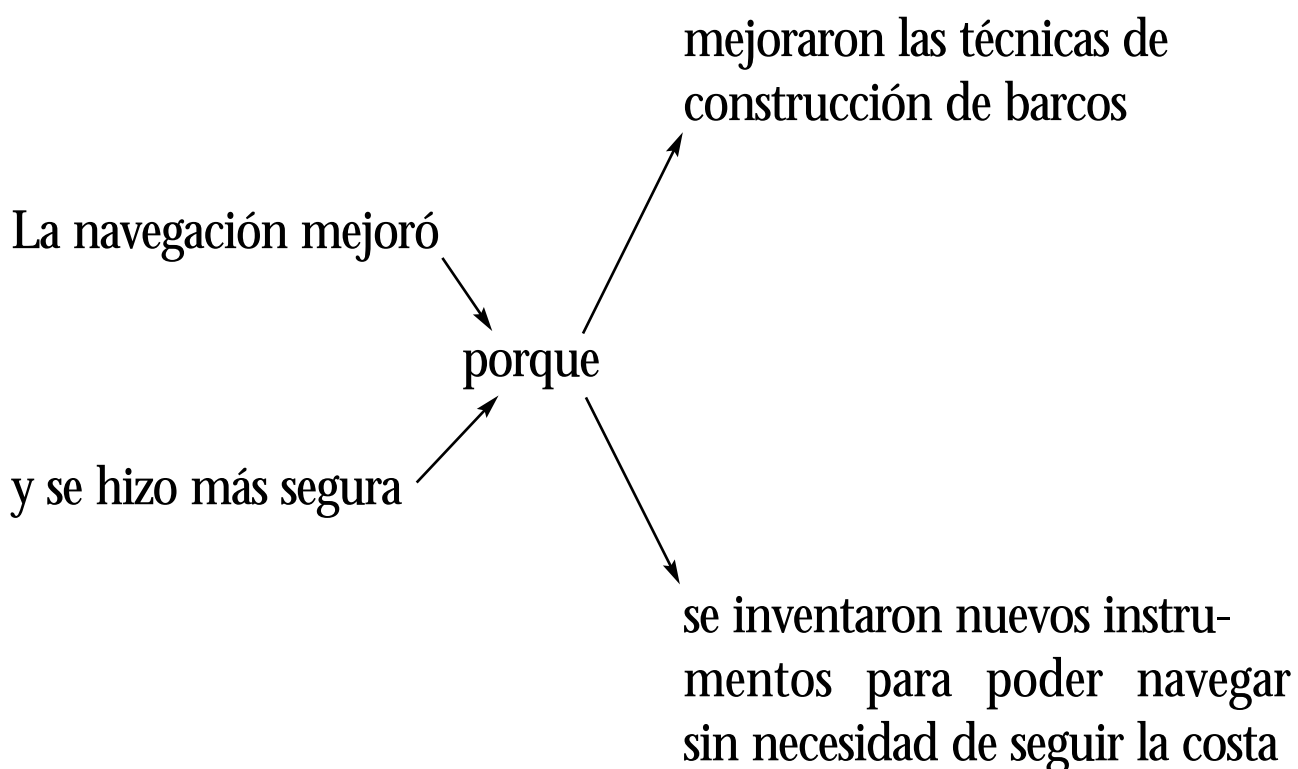 mejoraron las técnicas de
construcción de barcos
La navegación mejoró
porque
y se hizo más segura
se inventaron nuevos instru-
mentos para poder navegar
sin necesidad de seguir la costa